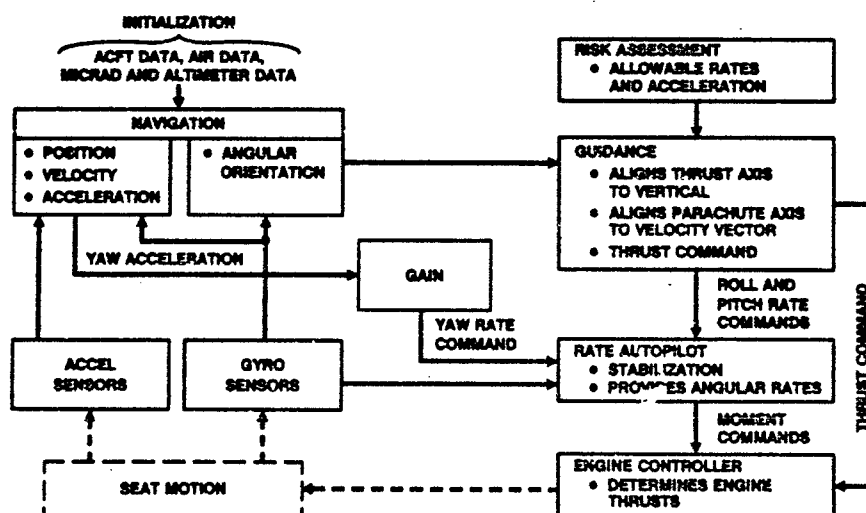 INITIALIZATION
ACFT DATA, AIR DATA,
MICRAD AND ALTIMETER DATA
NAVIGATION
• POSITION
• VELOCITY
• ACCELERATION
• ANGULAR
ORIENTATION
RISK ASSESSMENT
• ALLOWABLE RATES
AND ACCELERATION
GUIDANCE
• ALIGNS THRUST AXIS
TO VERTICAL
• ALIGNS PARACHUTE AXIS
TO VELOCITY VECTOR
• THRUST COMMAND
YAW ACCELERATION
GAIN
YAW RATE
COMMAND
ROLL AND
PITCH RATE
COMMANDS
THRUST COMMAND
ACCEL
SENSORS
GYRO
SENSORS
RATE AUTOPILOT
• STABILIZATION
• PROVIDES ANGULAR RATES
MOMENT
COMMANDS
SEAT MOTION
ENGINE CONTROLLER
• DETERMINES ENGINE
THRUSTS